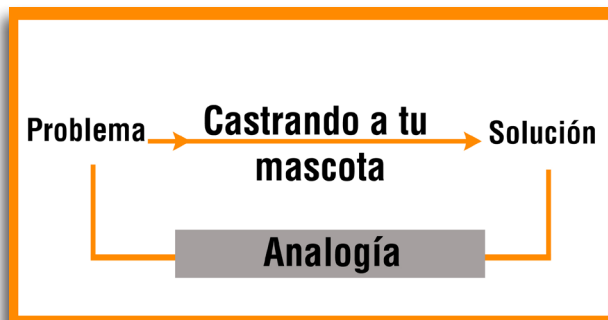 Problema
Castrando a tu
mascota
Solución
Analogía